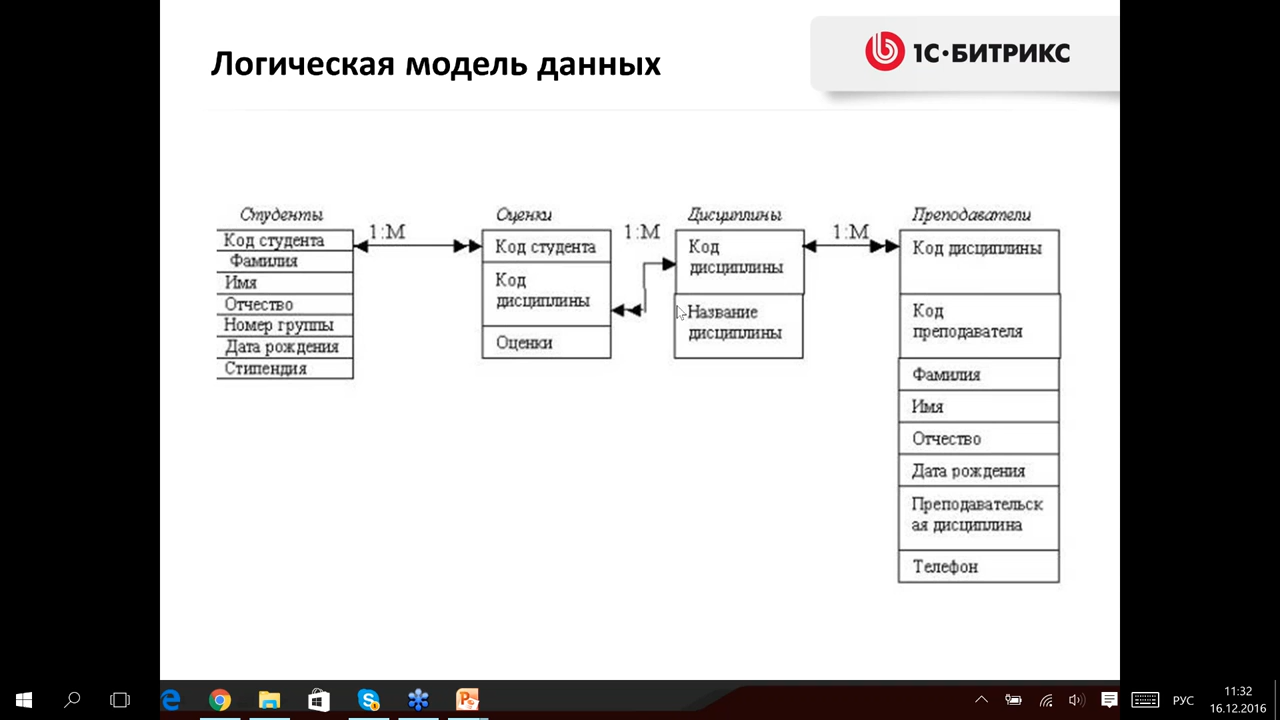 Логическая модель данных
1С·БИТРИКС
Студенты
Код студента
Фамилия
Имя
Отчество
Номер группы
Дата рождения
Стипендия
1:М
Оценки
Код студента
Код
дисциплины
Оценки
1:М
Дисциплины
Код
дисциплины
Название
дисциплины
1:М
Преподаватели
Код дисциплины
Код
преподавателя
Фамилия
Имя
Отчество
Дата рождения
Преподавательск
ая дисциплина
Телефон
РУС
11:32
16.12.2016